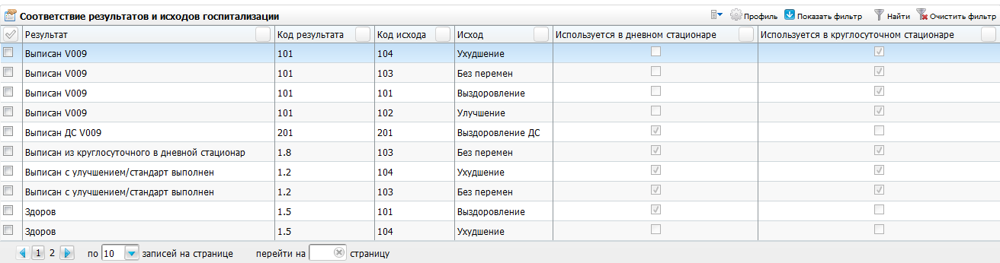 Соответствие результатов и исходов госпитализации Профиль Показать фильтр Найти Очистить фильтр
Результат Код результата Код исхода Исход Используется в дневном стационаре Используется в круглосуточном стационаре
Выписан V009 101 104 Ухудшение
Выписан V009 101 103 Без перемен
Выписан V009 101 101 Выздоровление
Выписан V009 101 102 Улучшение
Выписан ДС V009 201 201 Выздоровление ДС
Выписан из круглосуточного в дневной стационар 1.8 103 Без перемен
Выписан с улучшением/стандарт выполнен 1.2 104 Ухудшение
Выписан с улучшением/стандарт выполнен 1.2 103 Без перемен
Здоров 1.5 101 Выздоровление
Здоров 1.5 104 Ухудшение
1 2 по 10 записей на странице перейти на страницу